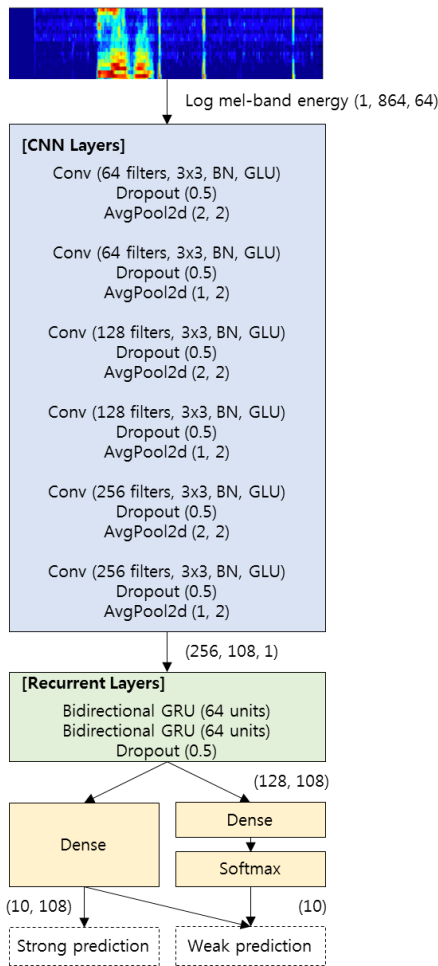 Log mel-band energy (1, 864, 64)
[CNN Layers]
Conv (64 filters, 3x3, BN, GLU)
Dropout (0.5)
AvgPool2d (2, 2)
Conv (64 filters, 3x3, BN, GLU)
Dropout (0.5)
AvgPool2d (1, 2)
Conv (128 filters, 3x3, BN, GLU)
Dropout (0.5)
AvgPool2d (2, 2)
Conv (128 filters, 3x3, BN, GLU)
Dropout (0.5)
AvgPool2d (1, 2)
Conv (256 filters, 3x3, BN, GLU)
Dropout (0.5)
AvgPool2d (2, 2)
Conv (256 filters, 3x3, BN, GLU)
Dropout (0.5)
AvgPool2d (1, 2)
(256, 108, 1)
[Recurrent Layers]
Bidirectional GRU (64 units)
Bidirectional GRU (64 units)
Dropout (0.5)
(128, 108)
Dense
Dense
Softmax
(10, 108)
(10)
Strong prediction
Weak prediction